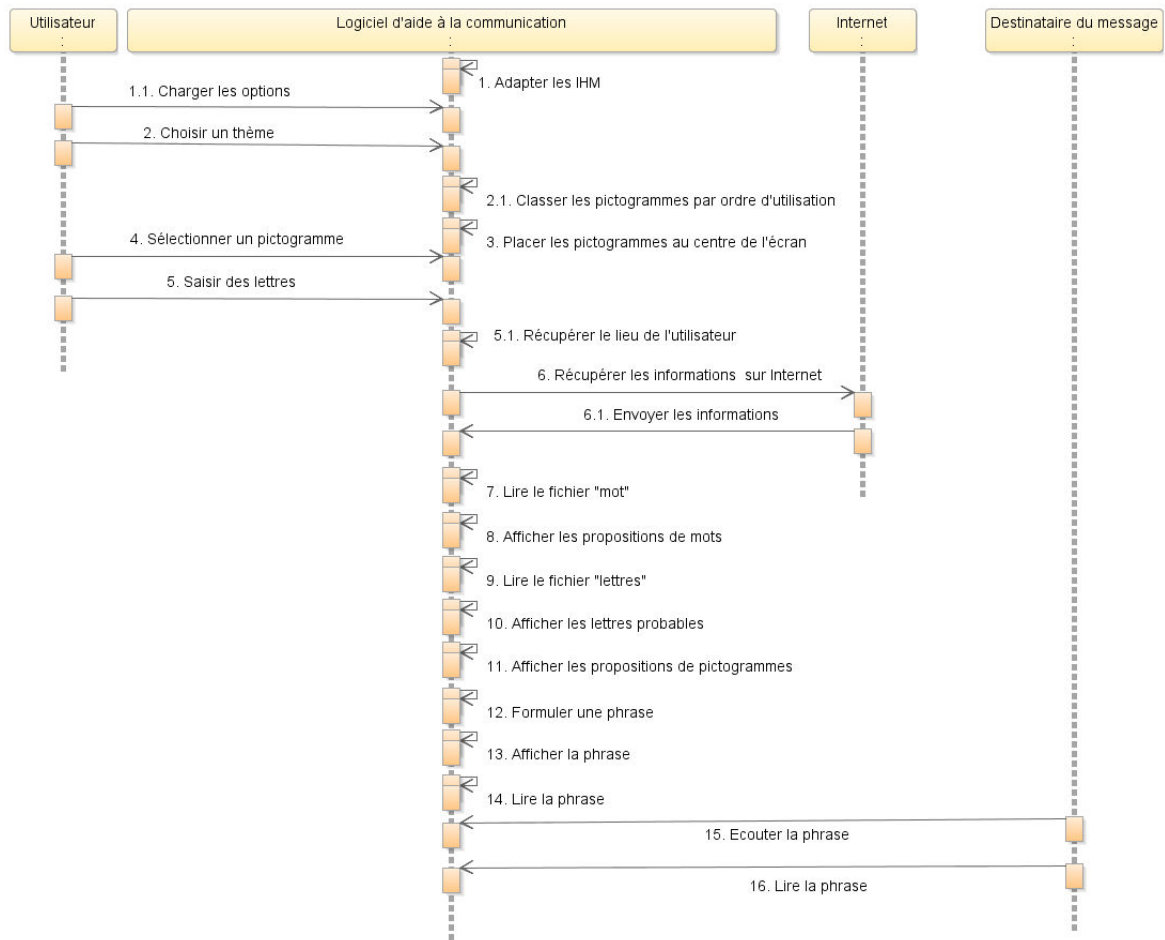 Utilisateur
Logiciel d'aide à la communication
Internet
Destinataire du message
:
:
:
:
1. Adapter les IHM
1.1. Charger les options
2. Choisir un thème
2.1. Classer les pictogrammes par ordre d'utilisation
4. Sélectionner un pictogramme
3. Placer les pictogrammes au centre de l'écran
5. Saisir des lettres
5.1. Récupérer le lieu de l'utilisateur
6. Récupérer les informations  sur Internet
6.1. Envoyer les informations
7. Lire le fichier "mot"
8. Afficher les propositions de mots
9. Lire le fichier "lettres"
10. Afficher les lettres probables
11. Afficher les propositions de pictogrammes
12. Formuler une phrase
13. Afficher la phrase
14. Lire la phrase
15. Ecouter la phrase
16. Lire la phrase